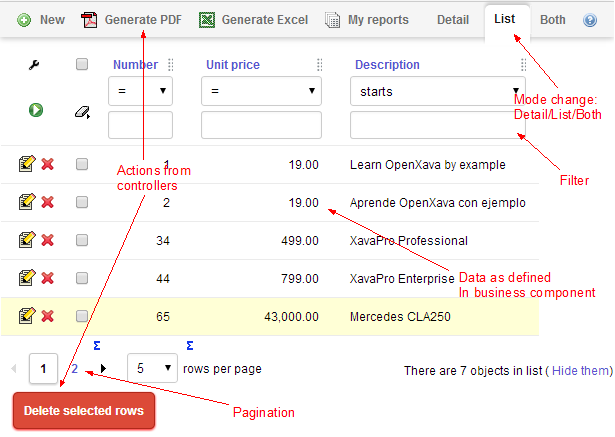 New Generate PDF Generate Excel My reports Detail List Both
Number Unit price Description
= = starts
Mode change:
Detail/List/Both
Filter
1 19.00 Learn OpenXava by example
Actions from
controllers
2 19.00 Aprende OpenXava con ejemplo
34 499.00 XavaPro Professional
44 799.00 XavaPro Enterprise
Data as defined
In business component
65 43,000.00 Mercedes CLA250
Σ Σ
1 2 5 rows per page There are 7 objects in list ( Hide them)
Delete selected rows
Pagination